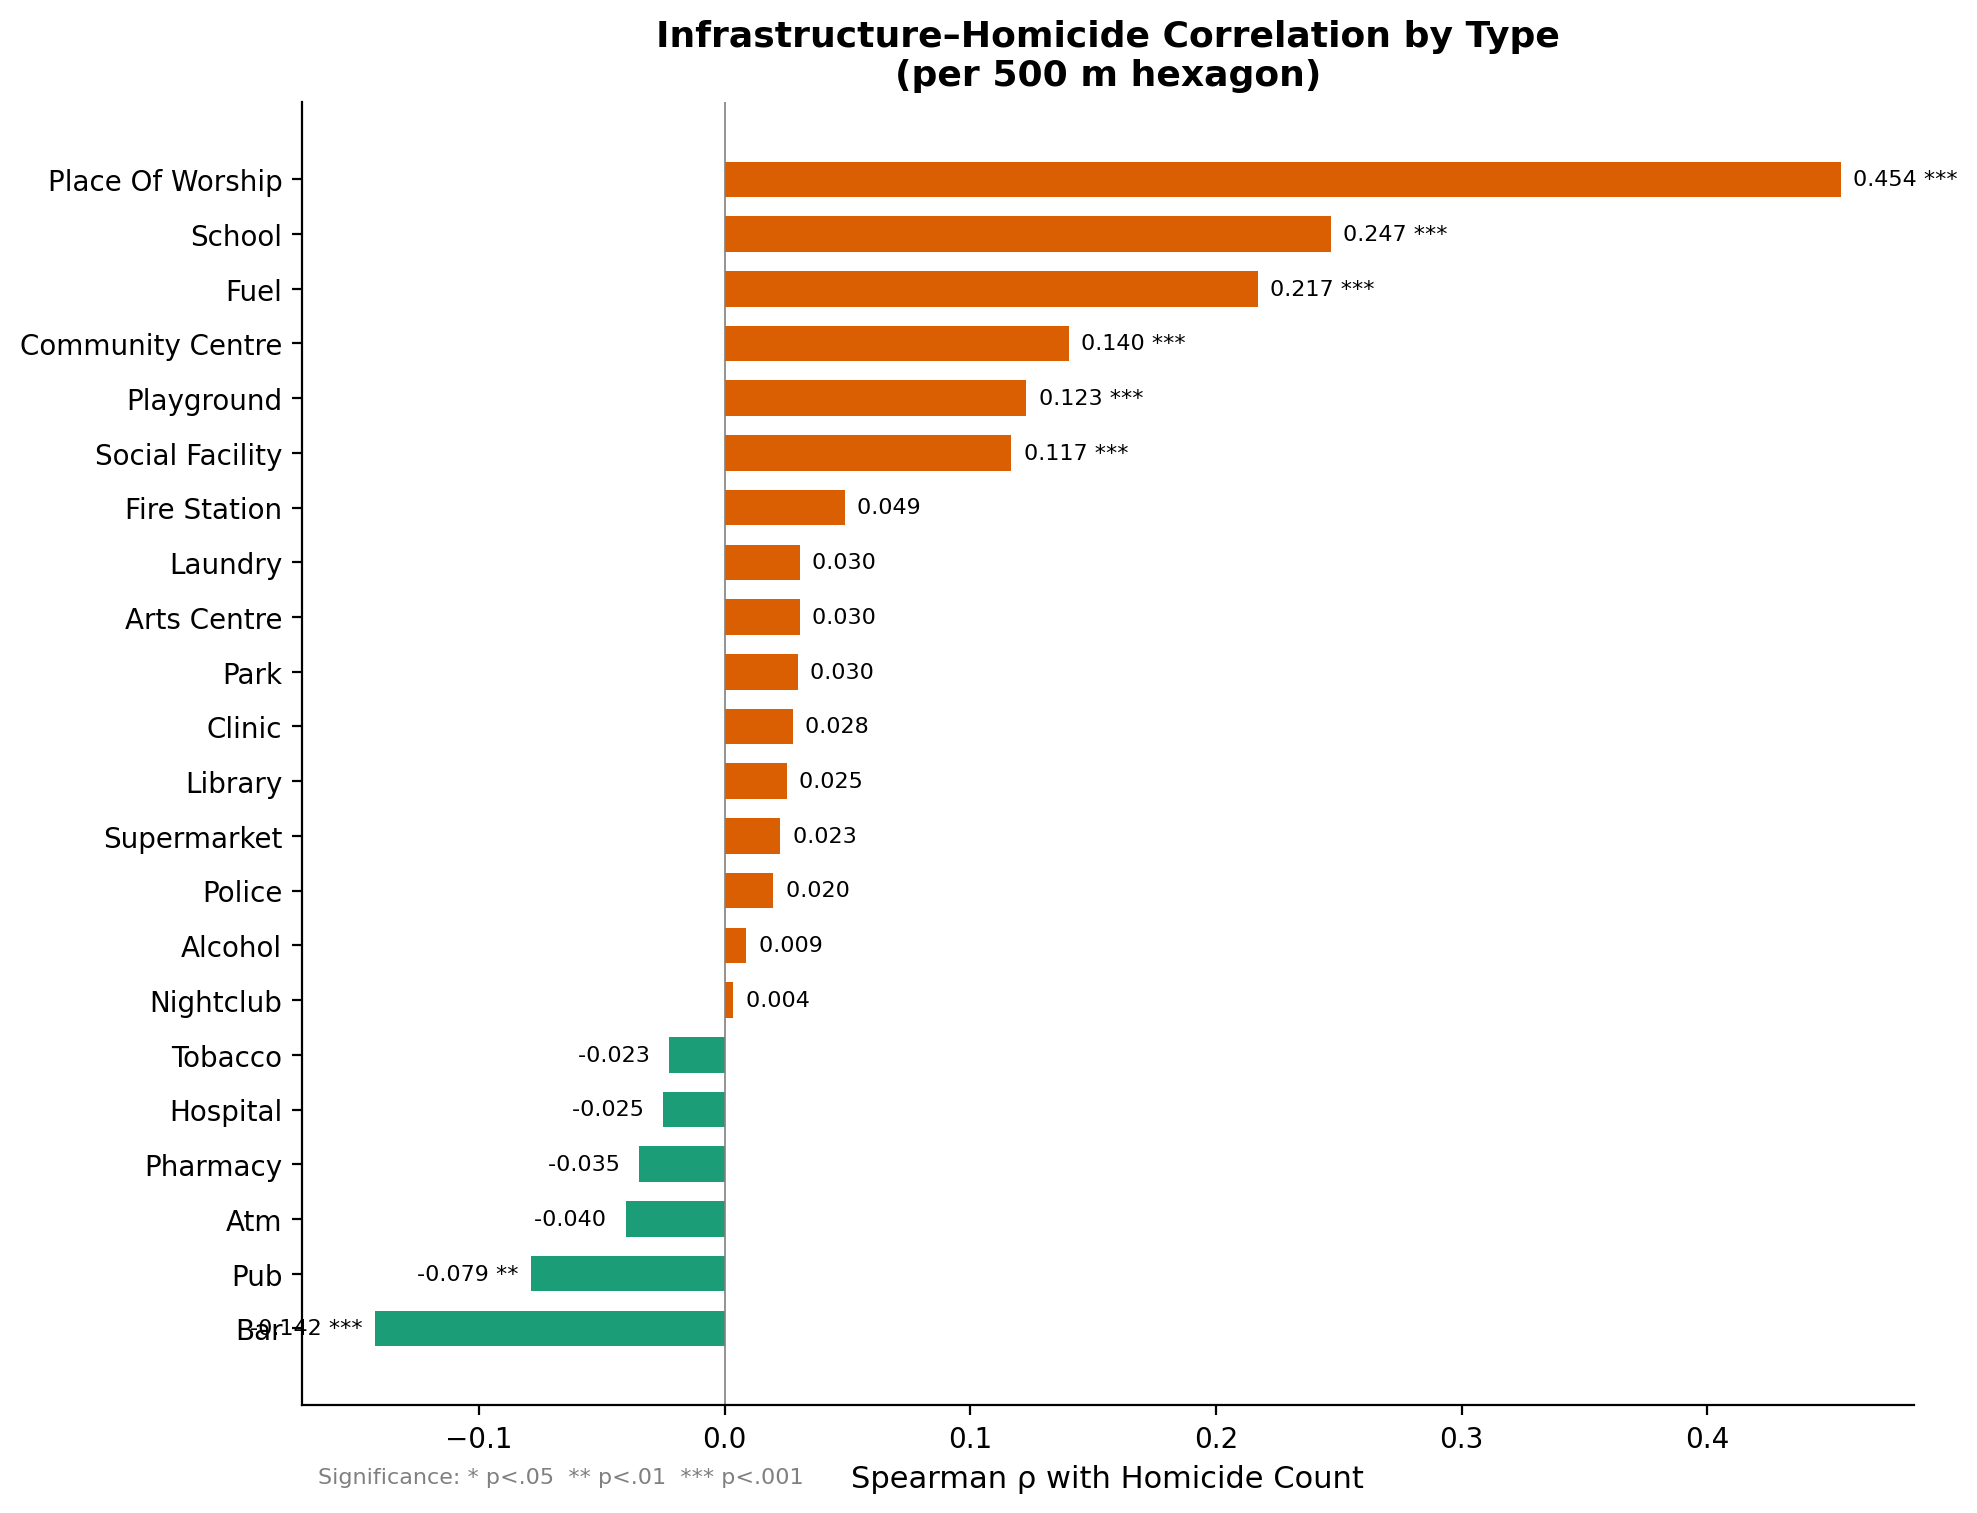 Infrastructure–Homicide Correlation by Type
(per 500 m hexagon)
Place Of Worship 0.454 ***
School 0.247 ***
Fuel 0.217 ***
Community Centre 0.140 ***
Playground 0.123 ***
Social Facility 0.117 ***
Fire Station 0.049
Laundry 0.030
Arts Centre 0.030
Park 0.030
Clinic 0.028
Library 0.025
Supermarket 0.023
Police 0.020
Alcohol 0.009
Nightclub 0.004
Tobacco -0.023
Hospital -0.025
Pharmacy -0.035
Atm -0.040
Pub -0.079 **
Bar -0.142 ***
−0.1 0.0 0.1 0.2 0.3 0.4
Significance: * p<.05 ** p<.01 *** p<.001
Spearman ρ with Homicide Count